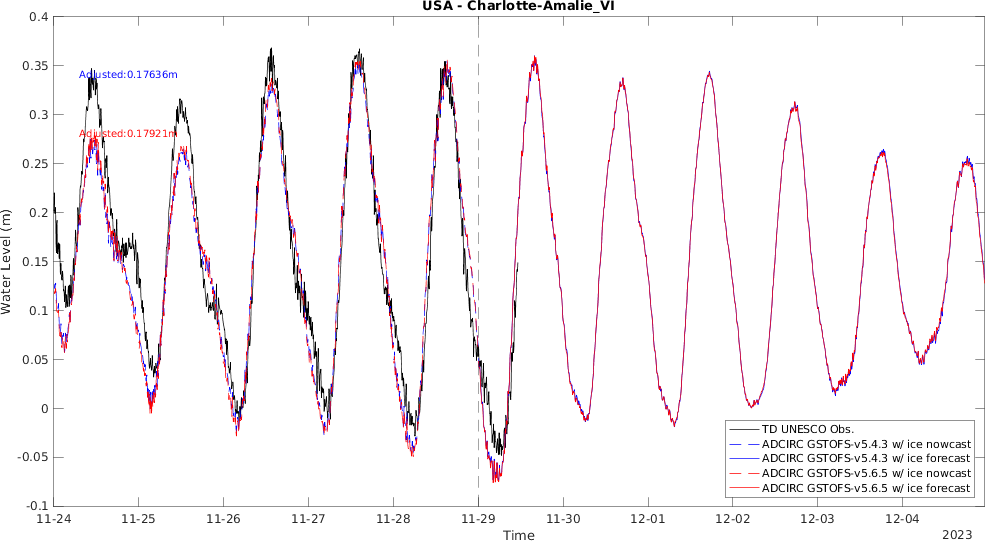 USA - Charlotte-Amalie_VI
0.4
0.35
0.3
0.25
0.2
0.15
0.1
0.05
0
-0.05
-0.1
Water Level (m)
Adjusted:0.17636m
Adjusted:0.17921m
TD UNESCO Obs.
ADCIRC GSTOFS-v5.4.3 w/ ice nowcast
ADCIRC GSTOFS-v5.4.3 w/ ice forecast
ADCIRC GSTOFS-v5.6.5 w/ ice nowcast
ADCIRC GSTOFS-v5.6.5 w/ ice forecast
11-24 11-25 11-26 11-27 11-28 11-29 11-30 12-01 12-02 12-03 12-04
Time
2023